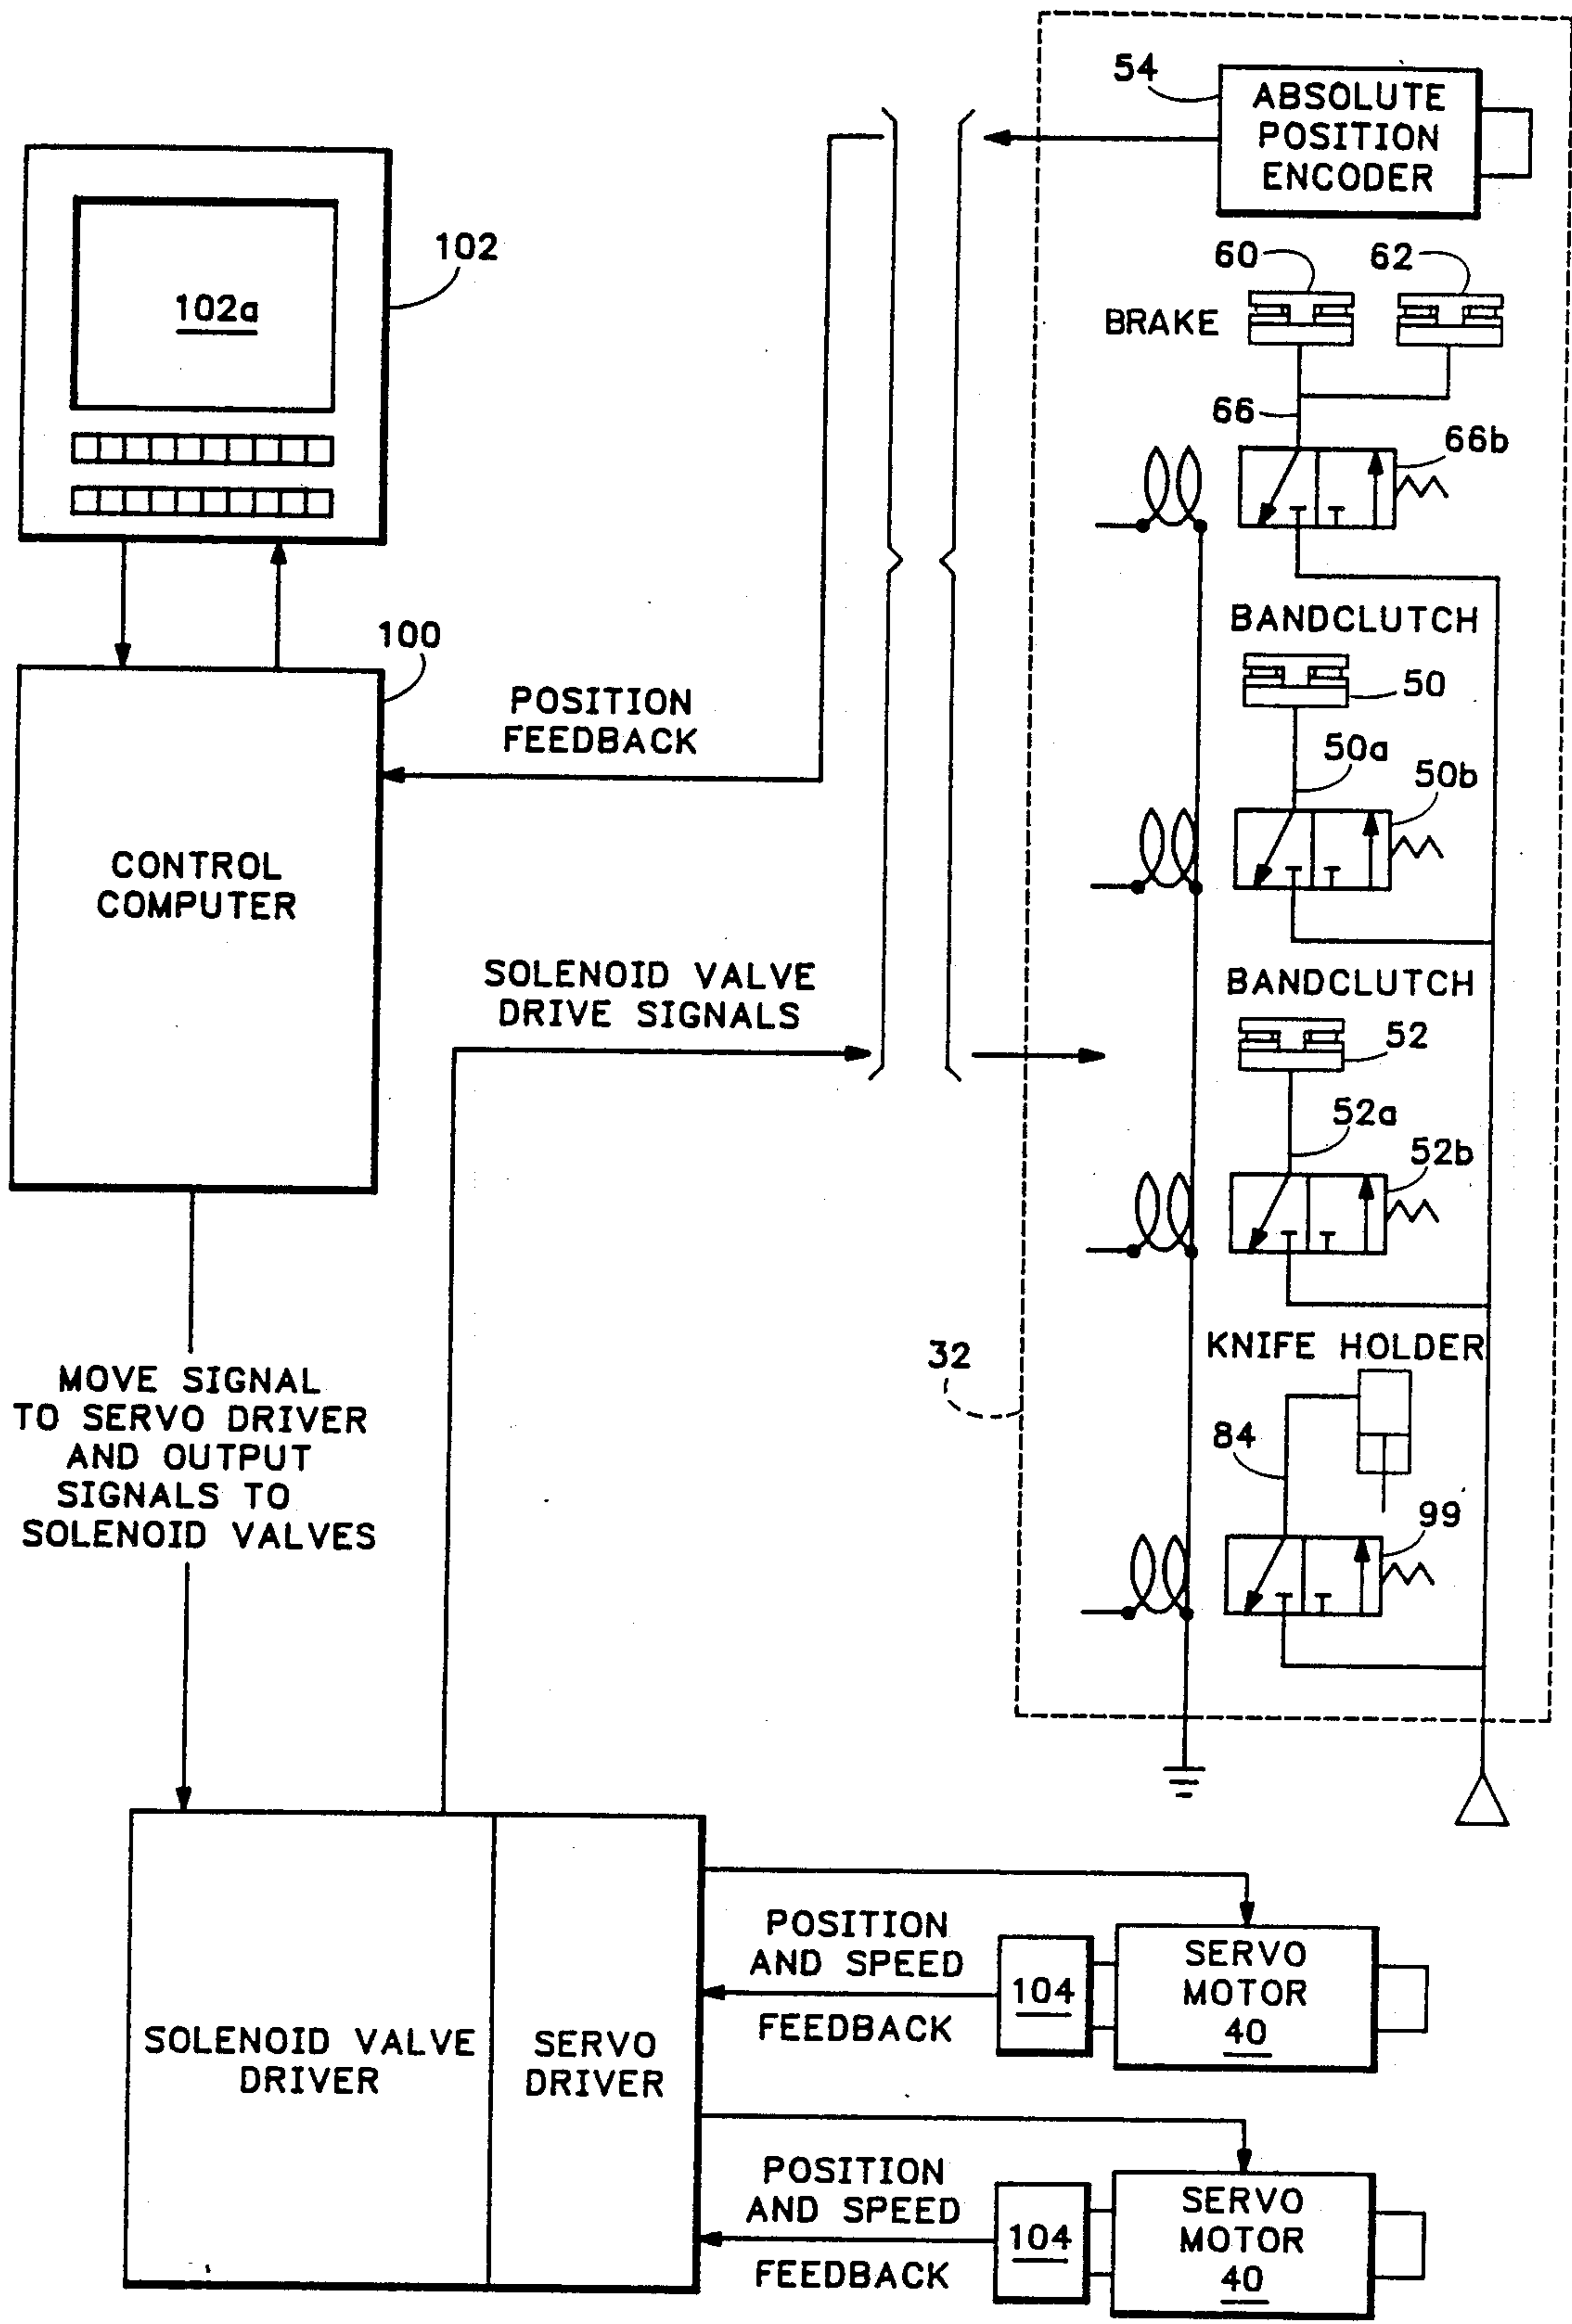 54
ABSOLUTE
POSITION
ENCODER
102
102a
60
62
BRAKE
66
66b
BANDCLUTCH
100
50
POSITION
FEEDBACK
50a
50b
CONTROL
COMPUTER
SOLENOID VALVE
DRIVE SIGNALS
BANDCLUTCH
52
52a
52b
32
KNIFE HOLDER
MOVE SIGNAL
TO SERVO DRIVER
AND OUTPUT
SIGNALS TO
SOLENOID VALVES
84
99
SOLENOID VALVE
DRIVER
SERVO
DRIVER
POSITION
AND SPEED
FEEDBACK
104
SERVO
MOTOR
40
POSITION
AND SPEED
FEEDBACK
104
SERVO
MOTOR
40